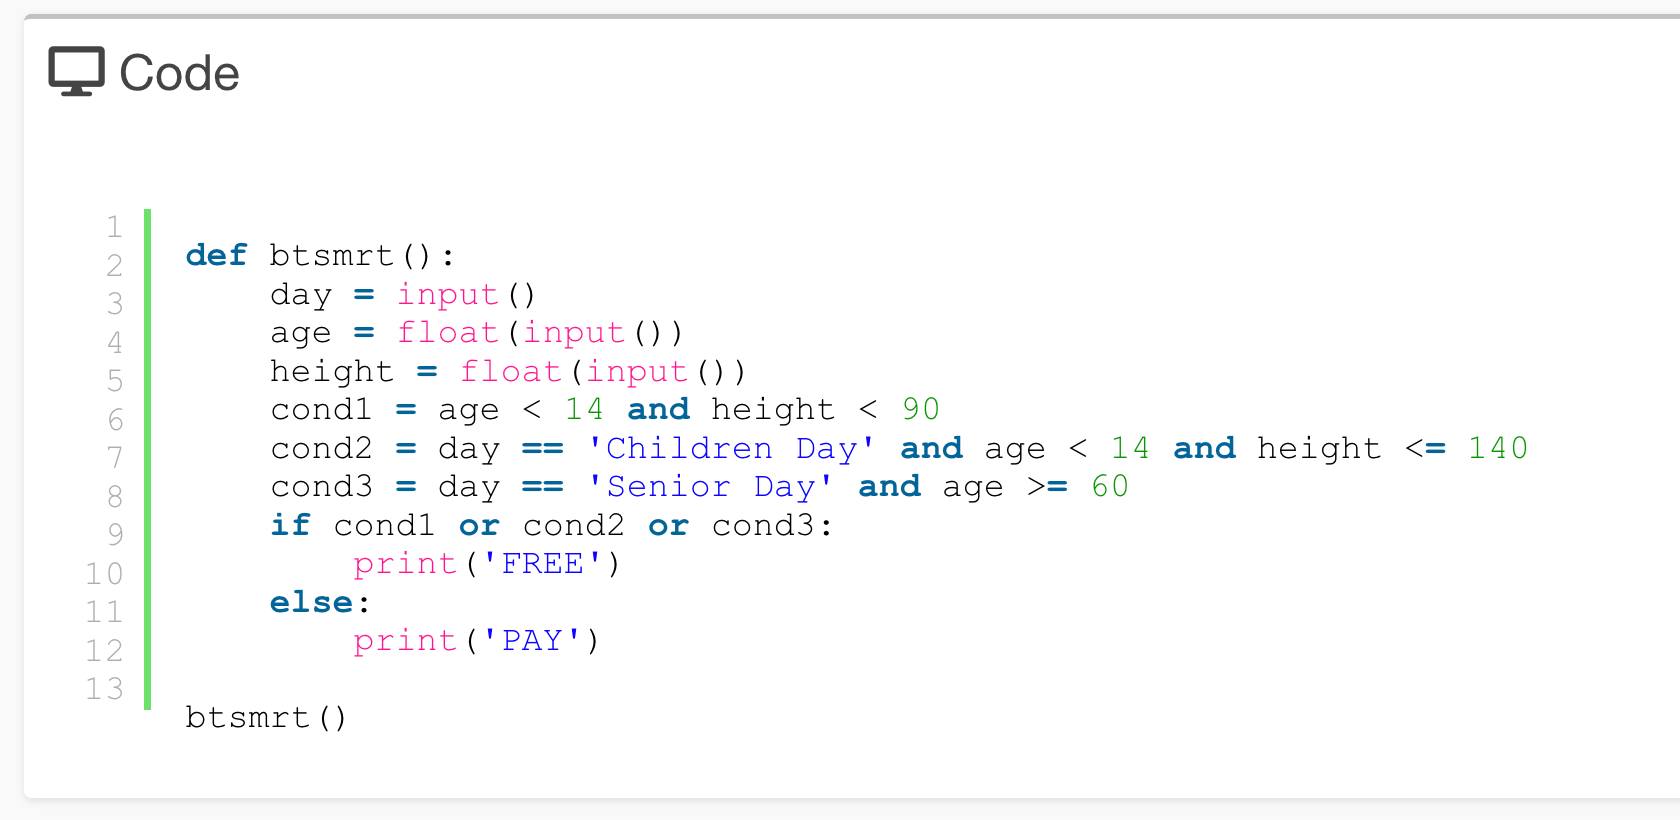 Code
1
2
3
4
5
6
7
8
9
10
11
12
13
def btsmrt():
    day = input()
    age = float(input())
    height = float(input())
    cond1 = age < 14 and height < 90
    cond2 = day == 'Children Day' and age < 14 and height <= 140
    cond3 = day == 'Senior Day' and age >= 60
    if cond1 or cond2 or cond3:
        print('FREE')
    else:
        print('PAY')
btsmrt()